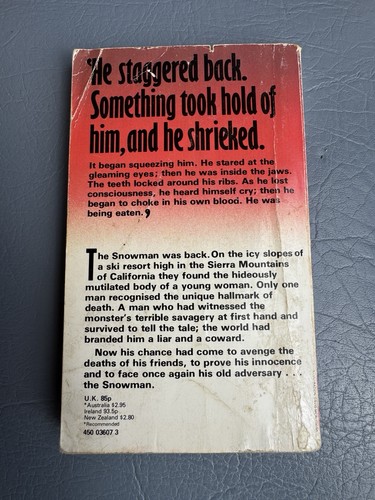 ‘He staggered back.
Something took hold of
him, and he shrieked.
It began squeezing him. He stared at the
gleaming eyes; then he was inside the jaws.
The teeth locked around his ribs. As he lost
consciousness, he heard himself cry; then he
began to choke in his own blood. He was
being eaten.’
The Snowman was back. On the icy slopes of
a ski resort high in the Sierra Mountains
of California they found the hideously
mutilated body of a young woman. Only one
man recognised the unique hallmark of
death. A man who had witnessed the
monster's terrible savagery at first hand and
survived to tell the tale; the world had
branded him a liar and a coward.
Now his chance had come to avenge the
deaths of his friends, to prove his innocence
and to face once again his old adversary . . .
the Snowman.
U.K. 85p
*Australia $2.95
Ireland 93.5p
New Zealand $2.80
*Recommended
450 03607 3